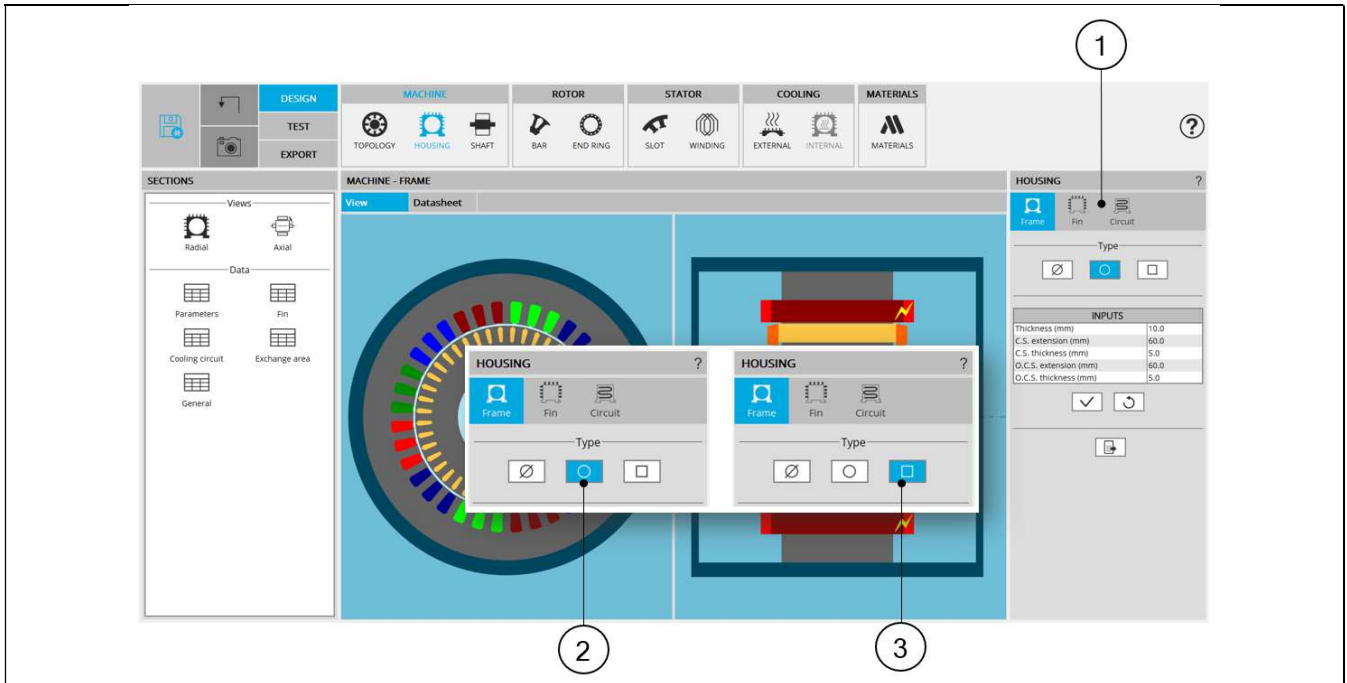 1
DESIGN
TEST
EXPORT
MACHINE
ROTOR
STATOR
COOLING
MATERIALS
TOPOLOGY
HOUSING
SHAFT
BAR
END RING
SLOT
WINDING
EXTERNAL
INTERNAL
MATERIALS
?
SECTIONS
Views
Radial
Axial
Data
Parameters
Fin
Cooling circuit
Exchange area
General
MACHINE - FRAME
View
Datasheet
HOUSING ?
Frame
Fin
Circuit
Type
HOUSING ?
Frame
Fin
Circuit
Type
HOUSING ?
Frame
Fin
Circuit
Type
INPUTS
Thickness (mm) 10.0
C.S. extension (mm) 60.0
C.S. thickness (mm) 5.0
O.C.S. extension (mm) 60.0
O.C.S. thickness (mm) 5.0
2
3